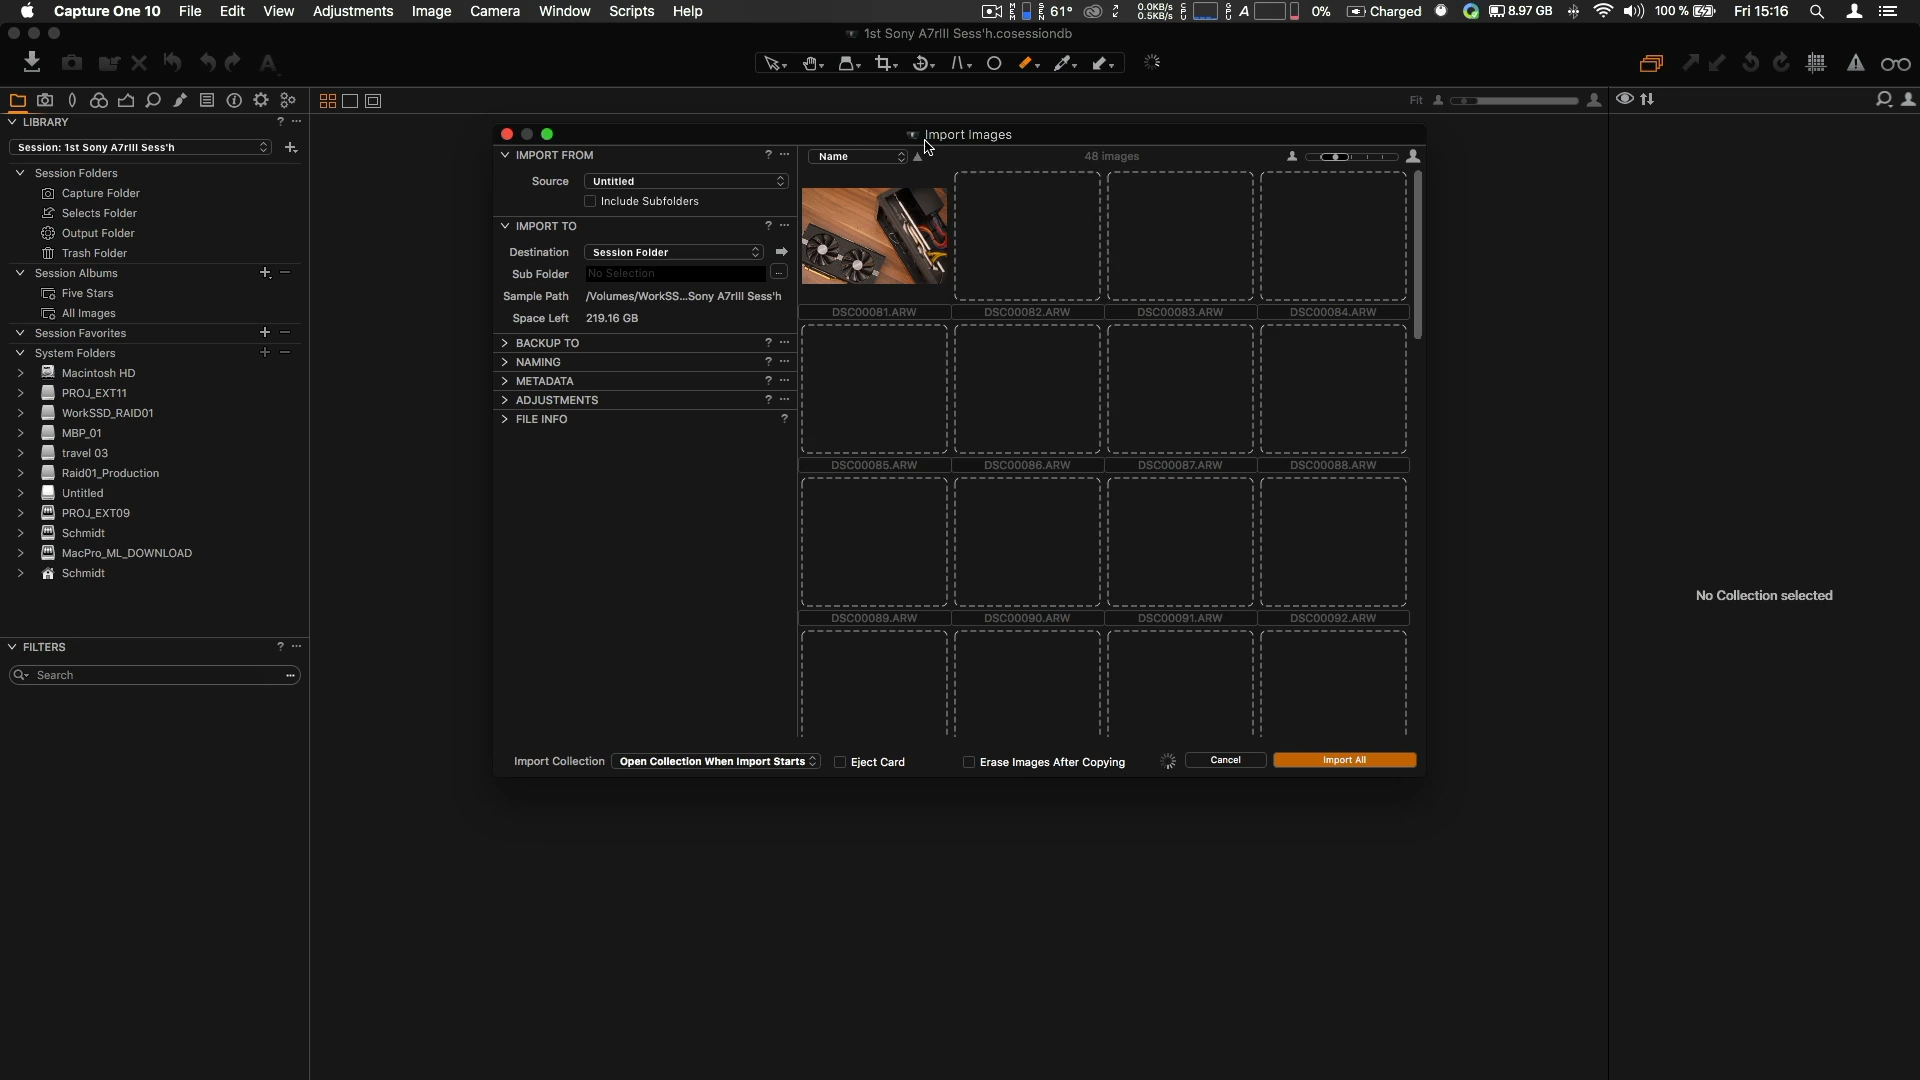 Capture One 10 File Edit View Adjustments Image Camera Window Scripts Help
61° 0.0KB/s 0.5KB/s A 0% Charged 8.97 GB 100 % Fri 15:16
1st Sony A7rIII Sess'h.cosessiondb
Fit
LIBRARY ? ...
Session: 1st Sony A7rIII Sess'h
Session Folders
Capture Folder
Selects Folder
Output Folder
Trash Folder
Session Albums
Five Stars
All Images
Session Favorites
System Folders
Macintosh HD
PROJ_EXT11
WorkSSD_RAID01
MBP_01
travel 03
Raid01_Production
Untitled
PROJ_EXT09
Schmidt
MacPro_ML_DOWNLOAD
Schmidt
FILTERS ? ...
Search
Import Images
IMPORT FROM ? ...
Source Untitled
Include Subfolders
IMPORT TO ? ...
Destination Session Folder
Sub Folder No Selection ...
Sample Path /Volumes/WorkSS...Sony A7rIII Sess'h
Space Left 219.16 GB
BACKUP TO ? ...
NAMING ? ...
METADATA ? ...
ADJUSTMENTS ? ...
FILE INFO ?
Name 48 images
DSC00081.ARW DSC00082.ARW DSC00083.ARW DSC00084.ARW
DSC00085.ARW DSC00086.ARW DSC00087.ARW DSC00088.ARW
DSC00089.ARW DSC00090.ARW DSC00091.ARW DSC00092.ARW
Import Collection Open Collection When Import Starts Eject Card Erase Images After Copying Cancel Import All
No Collection selected